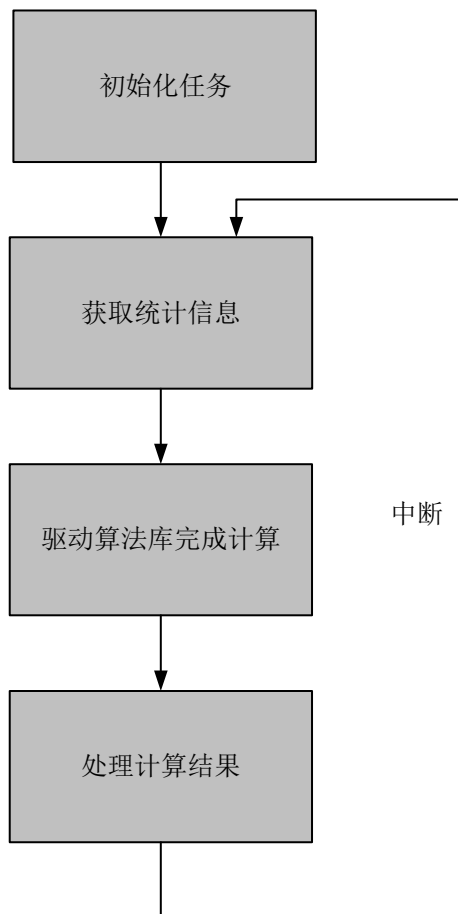 初始化任务
获取统计信息
驱动算法库完成计算
中断
处理计算结果